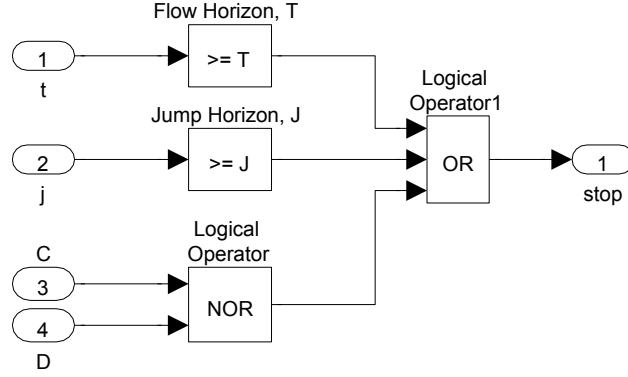 Flow Horizon, T
1
>= T
t
Jump Horizon, J
2
>= J
j
Logical
Operator1
OR
1
stop
Logical
Operator
C
3
NOR
4
D